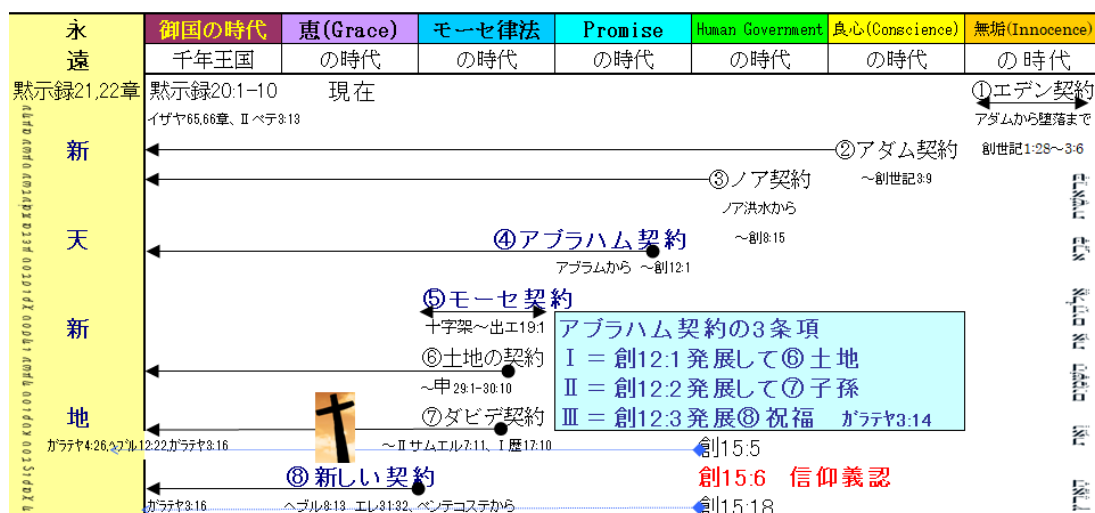 永 御国の時代 恵(Grace) モーセ律法 Promise Human Government 良心(Conscience) 無垢(Innocence)
遠 千年王国 の時代 の時代 の時代 の時代 の時代 の時代
黙示録21,22章 黙示録20:1-10 現在 ①エデン契約
イザヤ65,66章、Ⅱペテ3:13 アダムから堕落まで
新 ②アダム契約 創世記1:28～3:6
③ノア契約 ～創世記3:9
ノア洪水から
天 ④アブラハム契約 ～創8:15
アブラムから ～創12:1
⑤モーセ契約
新 十字架～出エ19:1 アブラハム契約の3条項
⑥土地の契約 Ⅰ = 創12:1発展して⑥土地
～申29:1-30:10 Ⅱ = 創12:2発展して⑦子孫
地 ⑦ダビデ契約 Ⅲ = 創12:3発展⑧祝福 ガラテヤ3:14
ガラテヤ4:26,ヘブル12:22,ガラテヤ3:16 ～Ⅱサムエル7:11、Ⅰ歴17:10 創15:5
⑧新しい契約 創15:6 信仰義認
ガラテヤ3:16 ヘブル8:13 エレ31:32、ペンテコステから 創15:18